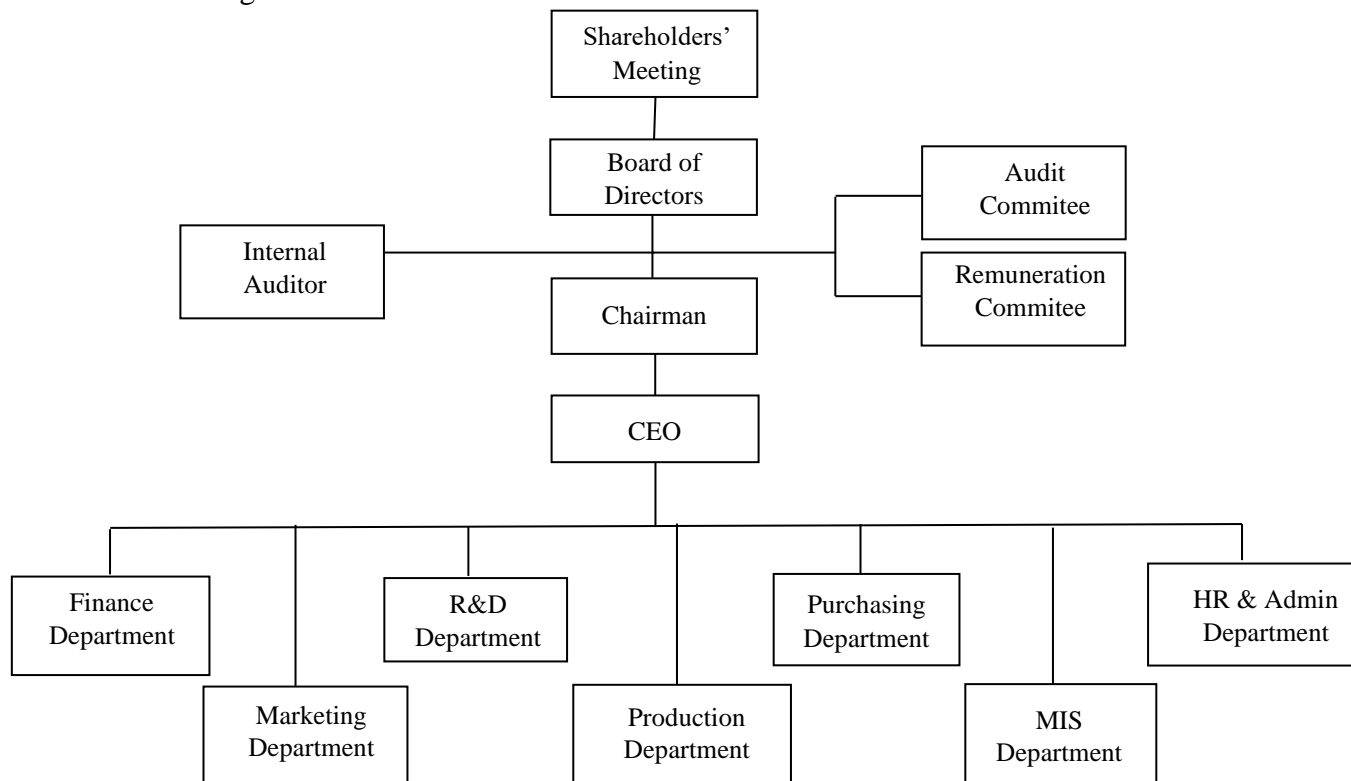 Shareholders’
Meeting
Board of
Directors
Audit
Commitee
Internal
Auditor
Remuneration
Commitee
Chairman
CEO
Finance
Department
R&D
Department
Purchasing
Department
HR & Admin
Department
Marketing
Department
Production
Department
MIS
Department